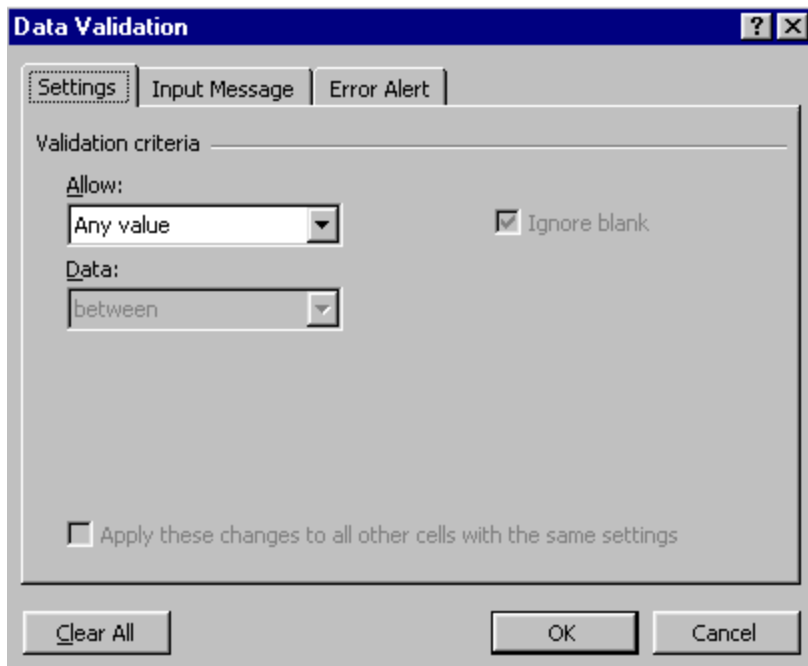 Data Validation
Settings Input Message Error Alert
Validation criteria
Allow:
Any value
Ignore blank
Data:
between
Apply these changes to all other cells with the same settings
Clear All OK Cancel